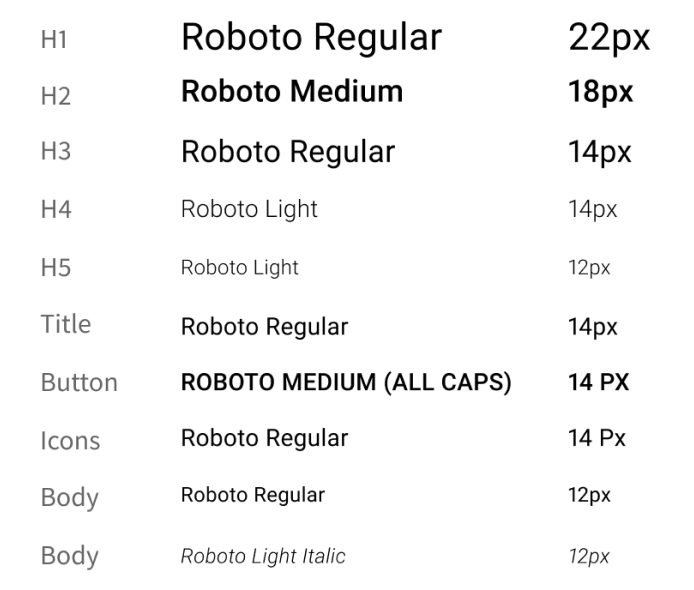 H1 Roboto Regular 22px
H2 Roboto Medium 18px
H3 Roboto Regular 14px
H4 Roboto Light 14px
H5 Roboto Light 12px
Title Roboto Regular 14px
Button ROBOTO MEDIUM (ALL CAPS) 14 PX
Icons Roboto Regular 14 Px
Body Roboto Regular 12px
Body Roboto Light Italic 12px